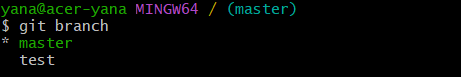 yana@acer-yana MINGW64 / (master)
$ git branch
* master
  test